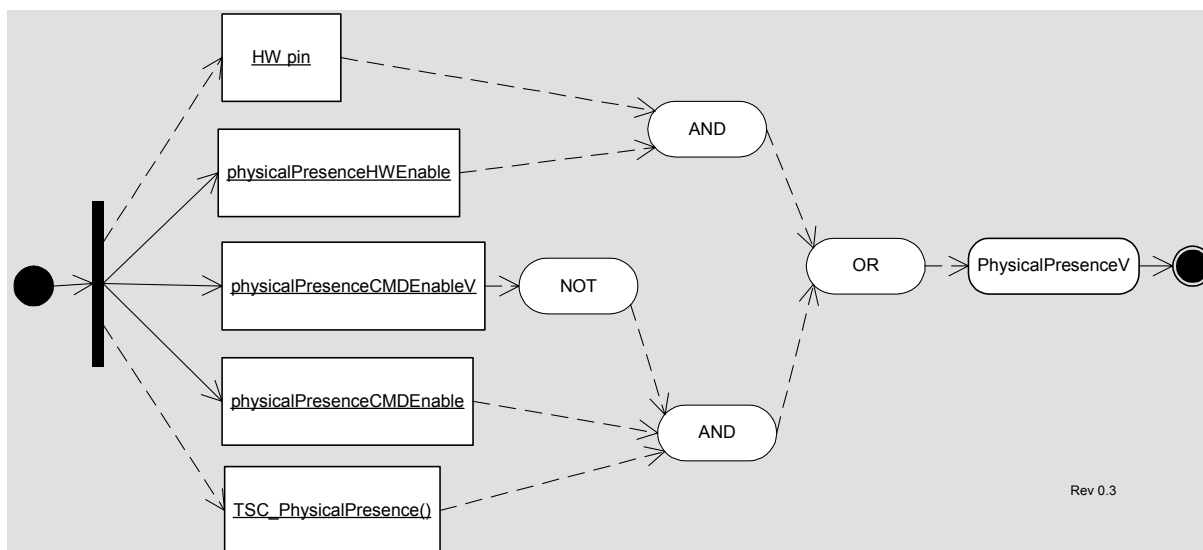 HW pin
AND
physicalPresenceHWEnable
OR
PhysicalPresenceV
physicalPresenceCMDEnableV
NOT
physicalPresenceCMDEnable
AND
TSC_PhysicalPresence()
Rev 0.3